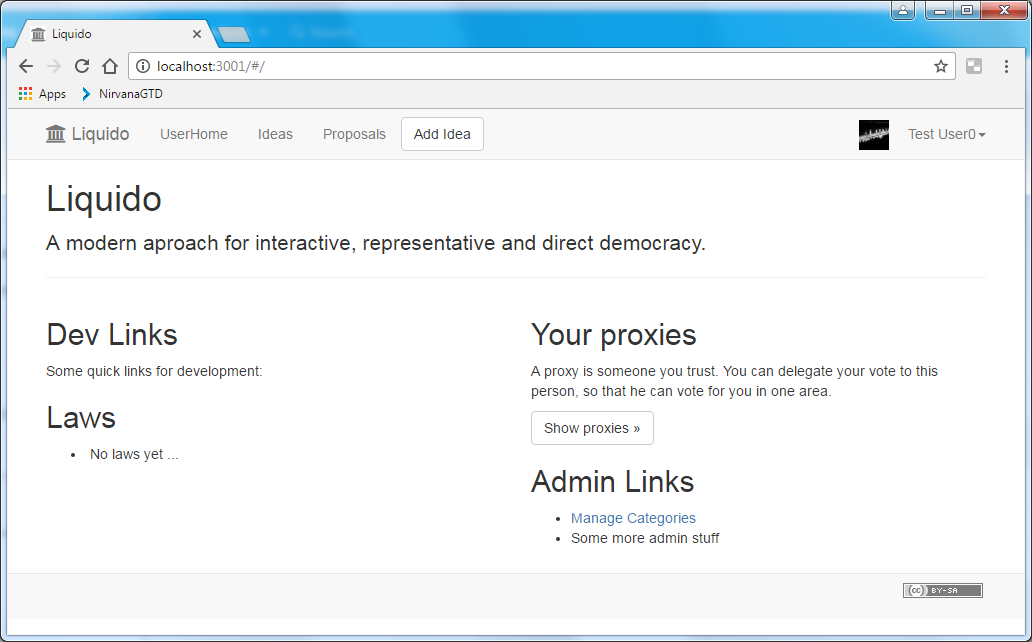 Liquido
localhost:3001/#/
Apps NirvanaGTD
Liquido UserHome Ideas Proposals Add Idea Test User0
Liquido
A modern aproach for interactive, representative and direct democracy.
Dev Links
Some quick links for development:
Laws
No laws yet ...
Your proxies
A proxy is someone you trust. You can delegate your vote to this
person, so that he can vote for you in one area.
Show proxies »
Admin Links
Manage Categories
Some more admin stuff
cc BY-SA